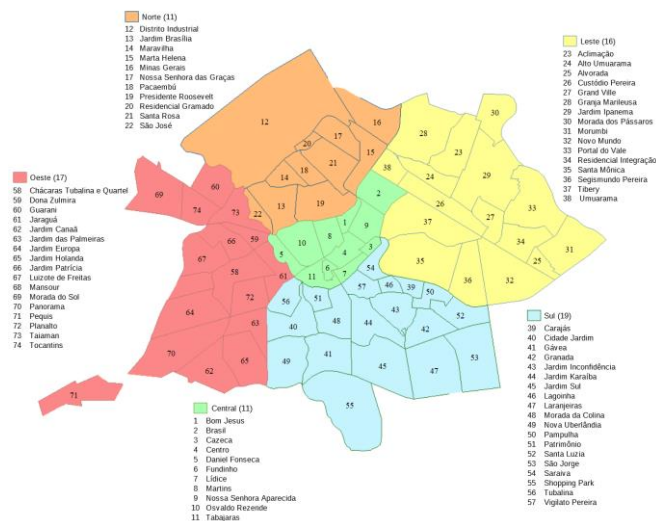 Norte (11)
12 Distrito Industrial
13 Jardim Brasília
14 Maravilha
15 Marta Helena
16 Minas Gerais
17 Nossa Senhora das Graças
18 Pacaembú
19 Presidente Roosevelt
20 Residencial Gramado
21 Santa Rosa
22 São José
Leste (16)
23 Aclimação
24 Alto Umuarama
25 Alvorada
26 Custódio Pereira
27 Grand Ville
28 Granja Marileusa
29 Jardim Ipanema
30 Morada dos Pássaros
31 Morumbi
32 Novo Mundo
33 Portal do Vale
34 Residencial Integração
35 Santa Mônica
36 Segismundo Pereira
37 Tibery
38 Umuarama
Oeste (17)
58 Chácaras Tubalina e Quartel
59 Dona Zulmira
60 Guarani
61 Jaraguá
62 Jardim Canaã
63 Jardim das Palmeiras
64 Jardim Europa
65 Jardim Holanda
66 Jardim Patrícia
67 Luizote de Freitas
68 Mansour
69 Morada do Sol
70 Panorama
71 Pequis
72 Planalto
73 Taiaman
74 Tocantins
Sul (19)
39 Carajás
40 Cidade Jardim
41 Gávea
42 Granada
43 Jardim Inconfidência
44 Jardim Karaíba
45 Jardim Sul
46 Lagoinha
47 Laranjeiras
48 Morada da Colina
49 Nova Uberlândia
50 Pampulha
51 Patrimônio
52 Santa Luzia
53 São Jorge
54 Saraiva
55 Shopping Park
56 Tubalina
57 Vigilato Pereira
Central (11)
1 Bom Jesus
2 Brasil
3 Cazeca
4 Centro
5 Daniel Fonseca
6 Fundinho
7 Lídice
8 Martins
9 Nossa Senhora Aparecida
10 Osvaldo Rezende
11 Tabajaras
12
16
17
20
15
21
18
14
19
13
22
30
28
23
38
24
29
26
33
37
27
34
31
25
35
36
32
60
69
74
73
66
59
67
58
61
72
64
63
70
65
62
71
2
1
9
8
10
3
4
5
6
7
11
54
57
46
39
50
56
51
43
52
40
48
44
42
49
41
45
47
53
55